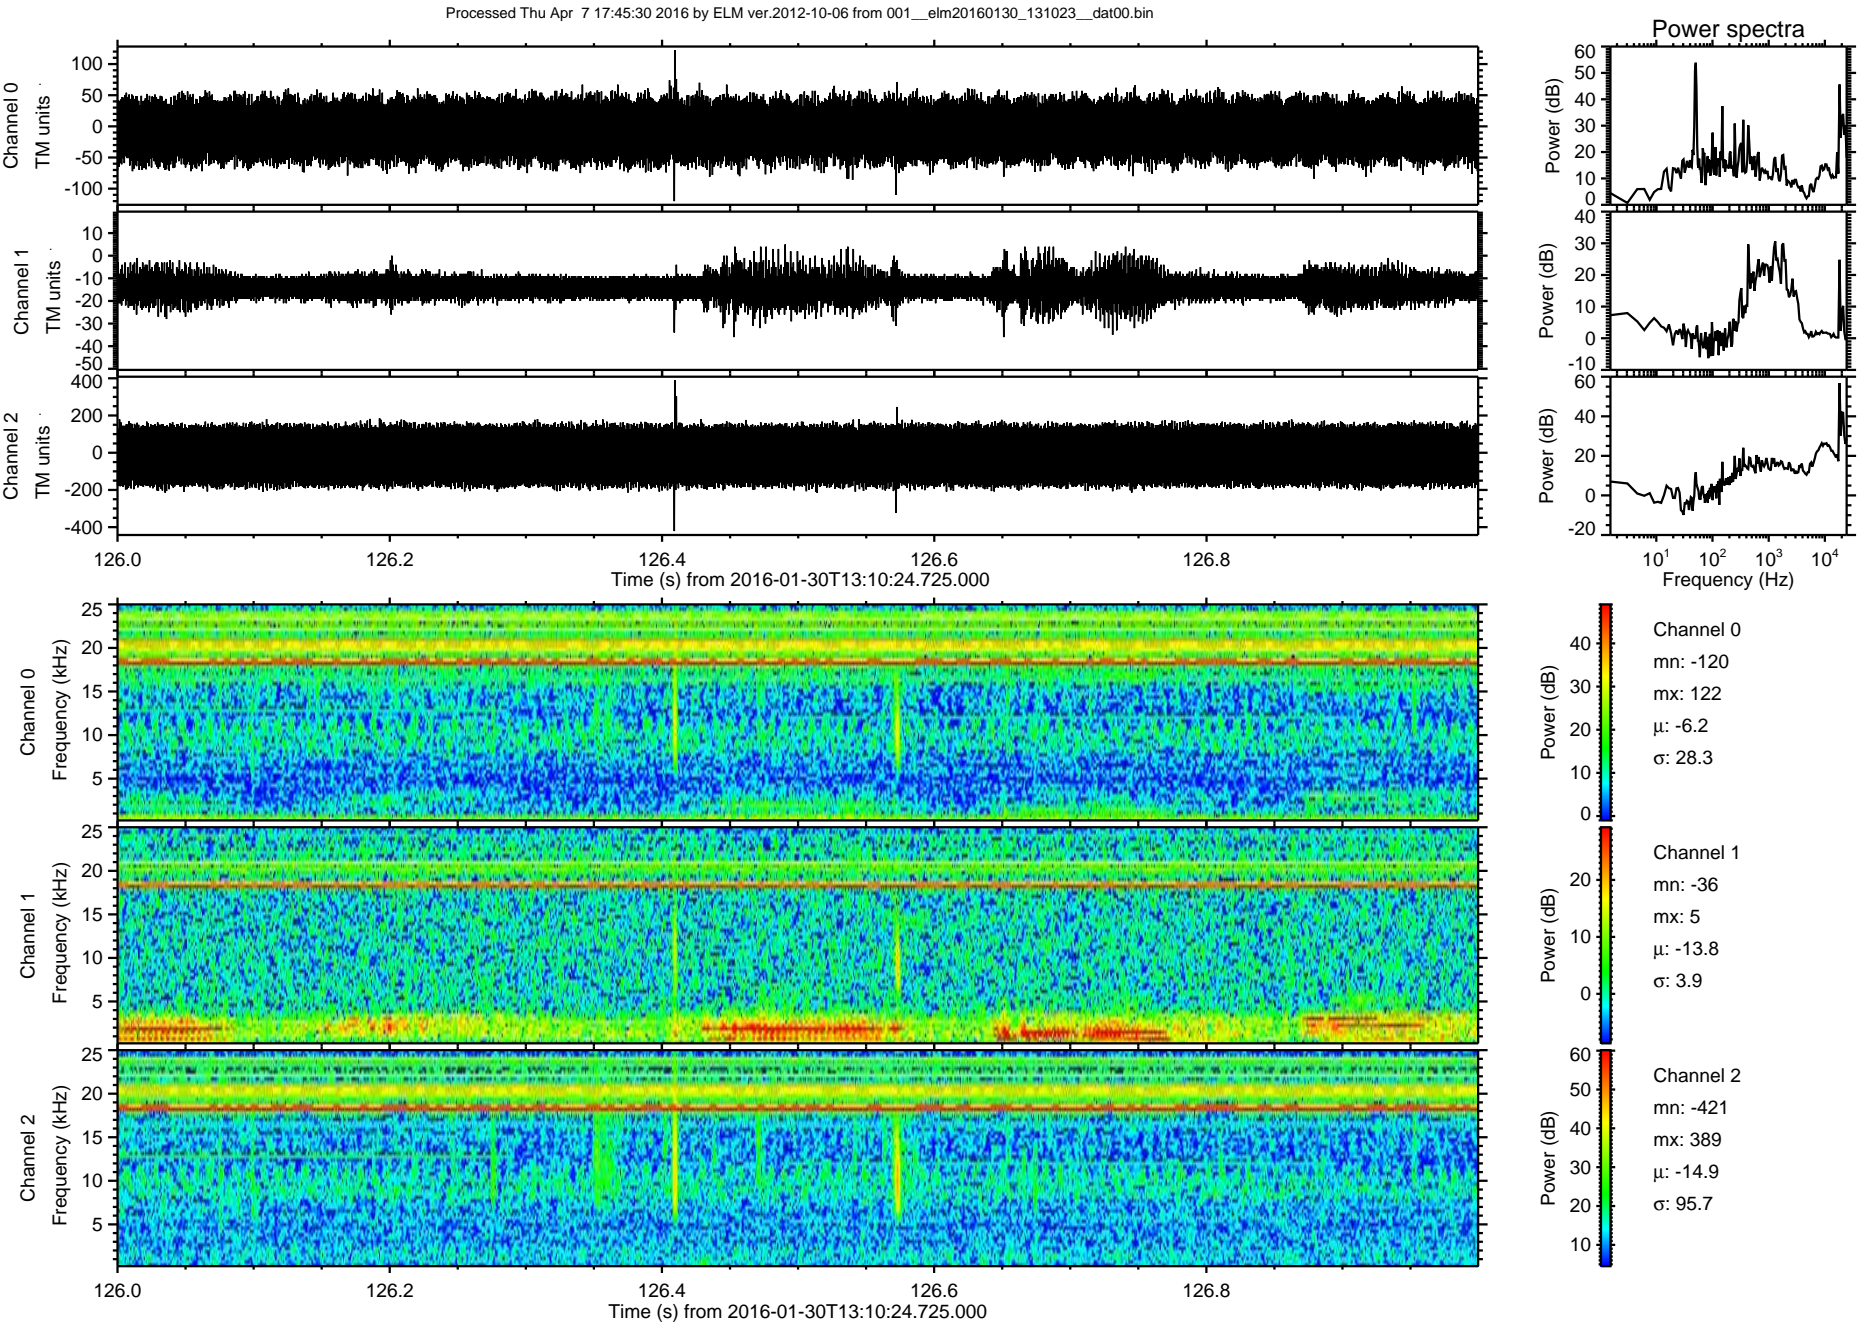 Processed Thu Apr  7 17:45:30 2016 by ELM ver.2012-10-06 from 001__elm20160130_131023__dat00.bin
Power spectra
Channel 0
TM units
100
50
0
-50
-100
Power (dB)
60
50
40
30
20
10
0
Channel 1
TM units
10
0
-10
-20
-30
-40
-50
Power (dB)
40
30
20
10
0
-10
Channel 2
TM units
400
200
0
-200
-400
Power (dB)
60
40
20
0
-20
126.0 126.2 126.4 126.6 126.8
Time (s) from 2016-01-30T13:10:24.725.000
10¹ 10² 10³ 10⁴
Frequency (Hz)
Channel 0
Frequency (kHz)
25
20
15
10
5
Power (dB)
40
30
20
10
0
Channel 0
mn: -120
mx: 122
μ: -6.2
σ: 28.3
Channel 1
Frequency (kHz)
25
20
15
10
5
Power (dB)
20
10
0
Channel 1
mn: -36
mx: 5
μ: -13.8
σ: 3.9
Channel 2
Frequency (kHz)
25
20
15
10
5
Power (dB)
60
50
40
30
20
10
Channel 2
mn: -421
mx: 389
μ: -14.9
σ: 95.7
126.0 126.2 126.4 126.6 126.8
Time (s) from 2016-01-30T13:10:24.725.000